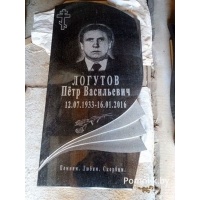 ЛОГУТОВ
Пётр Васильевич
12.07.1933-16.01.2016
Помним. Любим. Скорбим.